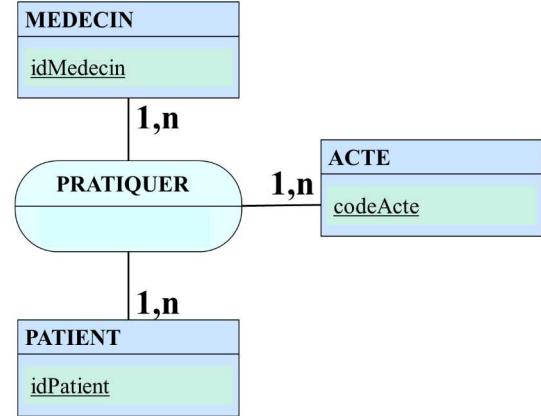 MEDECIN
idMedecin
1,n
PRATIQUER
1,n
ACTE
codeActe
1,n
PATIENT
idPatient